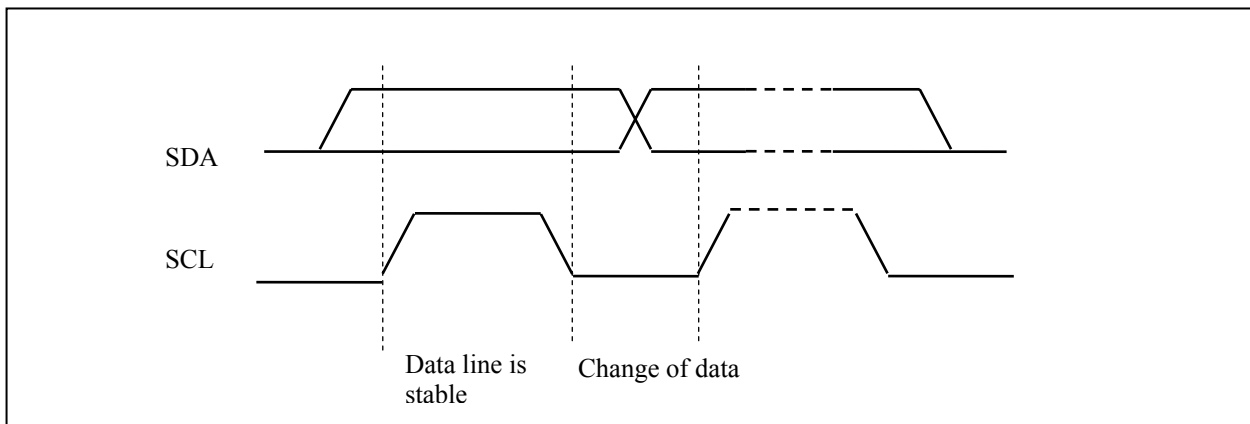 SDA
SCL
Data line is
stable
Change of data